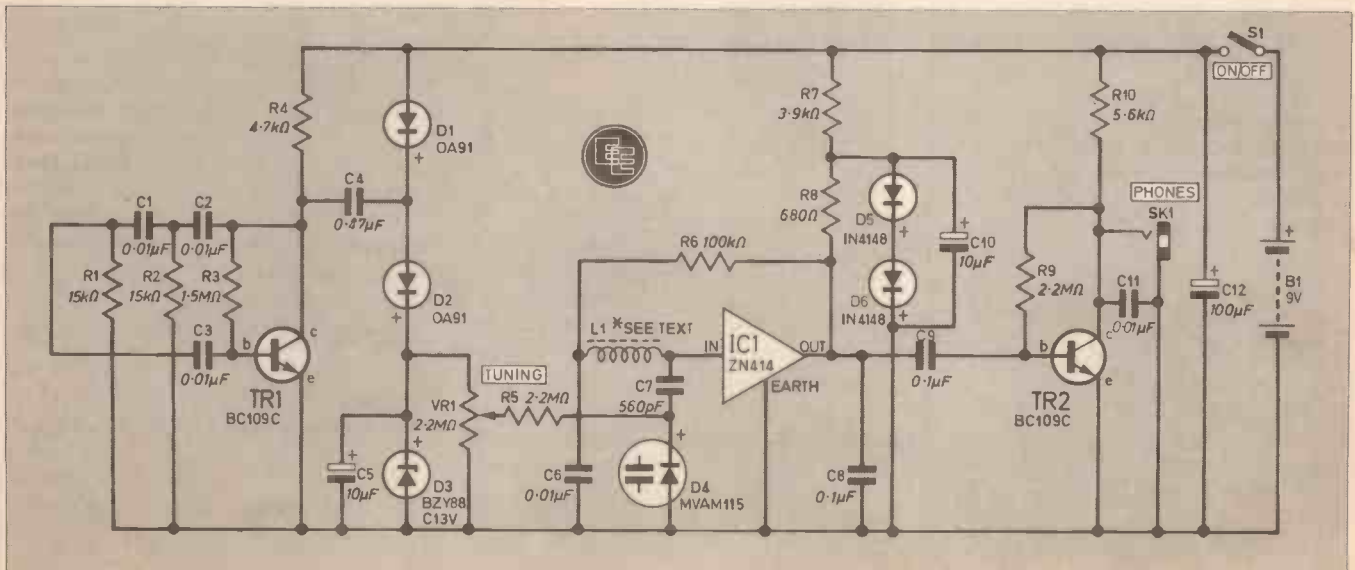 S1
ON/OFF
R4
4·7kΩ
D1
OA91
R7
3·9kΩ
R10
5·6kΩ
C1
0·01µF
C2
0·01µF
C4
0·47µF
R8
680Ω
D5
IN4148
PHONES
SK1
R1
15kΩ
R2
15kΩ
R3
1·5MΩ
D2
OA91
R6 100kΩ
D6
IN4148
C10
10µF
R9
2·2MΩ
C11
0·01µF
C12
100µF
B1
9V
C3
0·01µF
b
c
e
TR1
BC109C
TUNING
VR1
2·2MΩ
R5 2·2MΩ
L1 *SEE TEXT
C7
560pF
IN
IC1
ZN414
OUT
EARTH
C9
0·1µF
b
c
e
TR2
BC109C
C5
10µF
D3
BZY88
C13V
C6
0·01µF
D4
MVAM115
C8
0·1µF